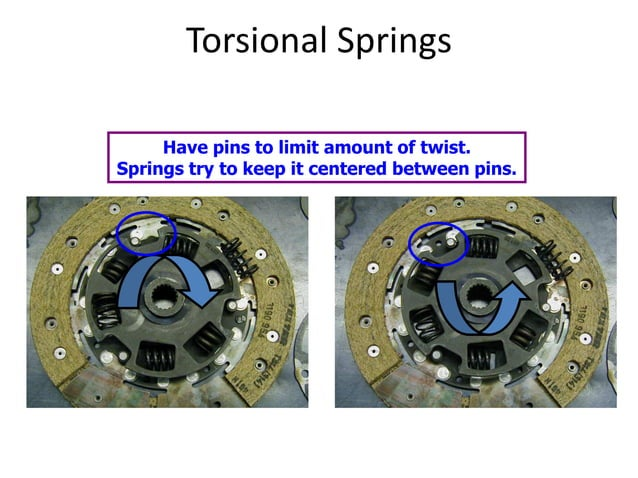 Torsional Springs
Have pins to limit amount of twist.
Springs try to keep it centered between pins.